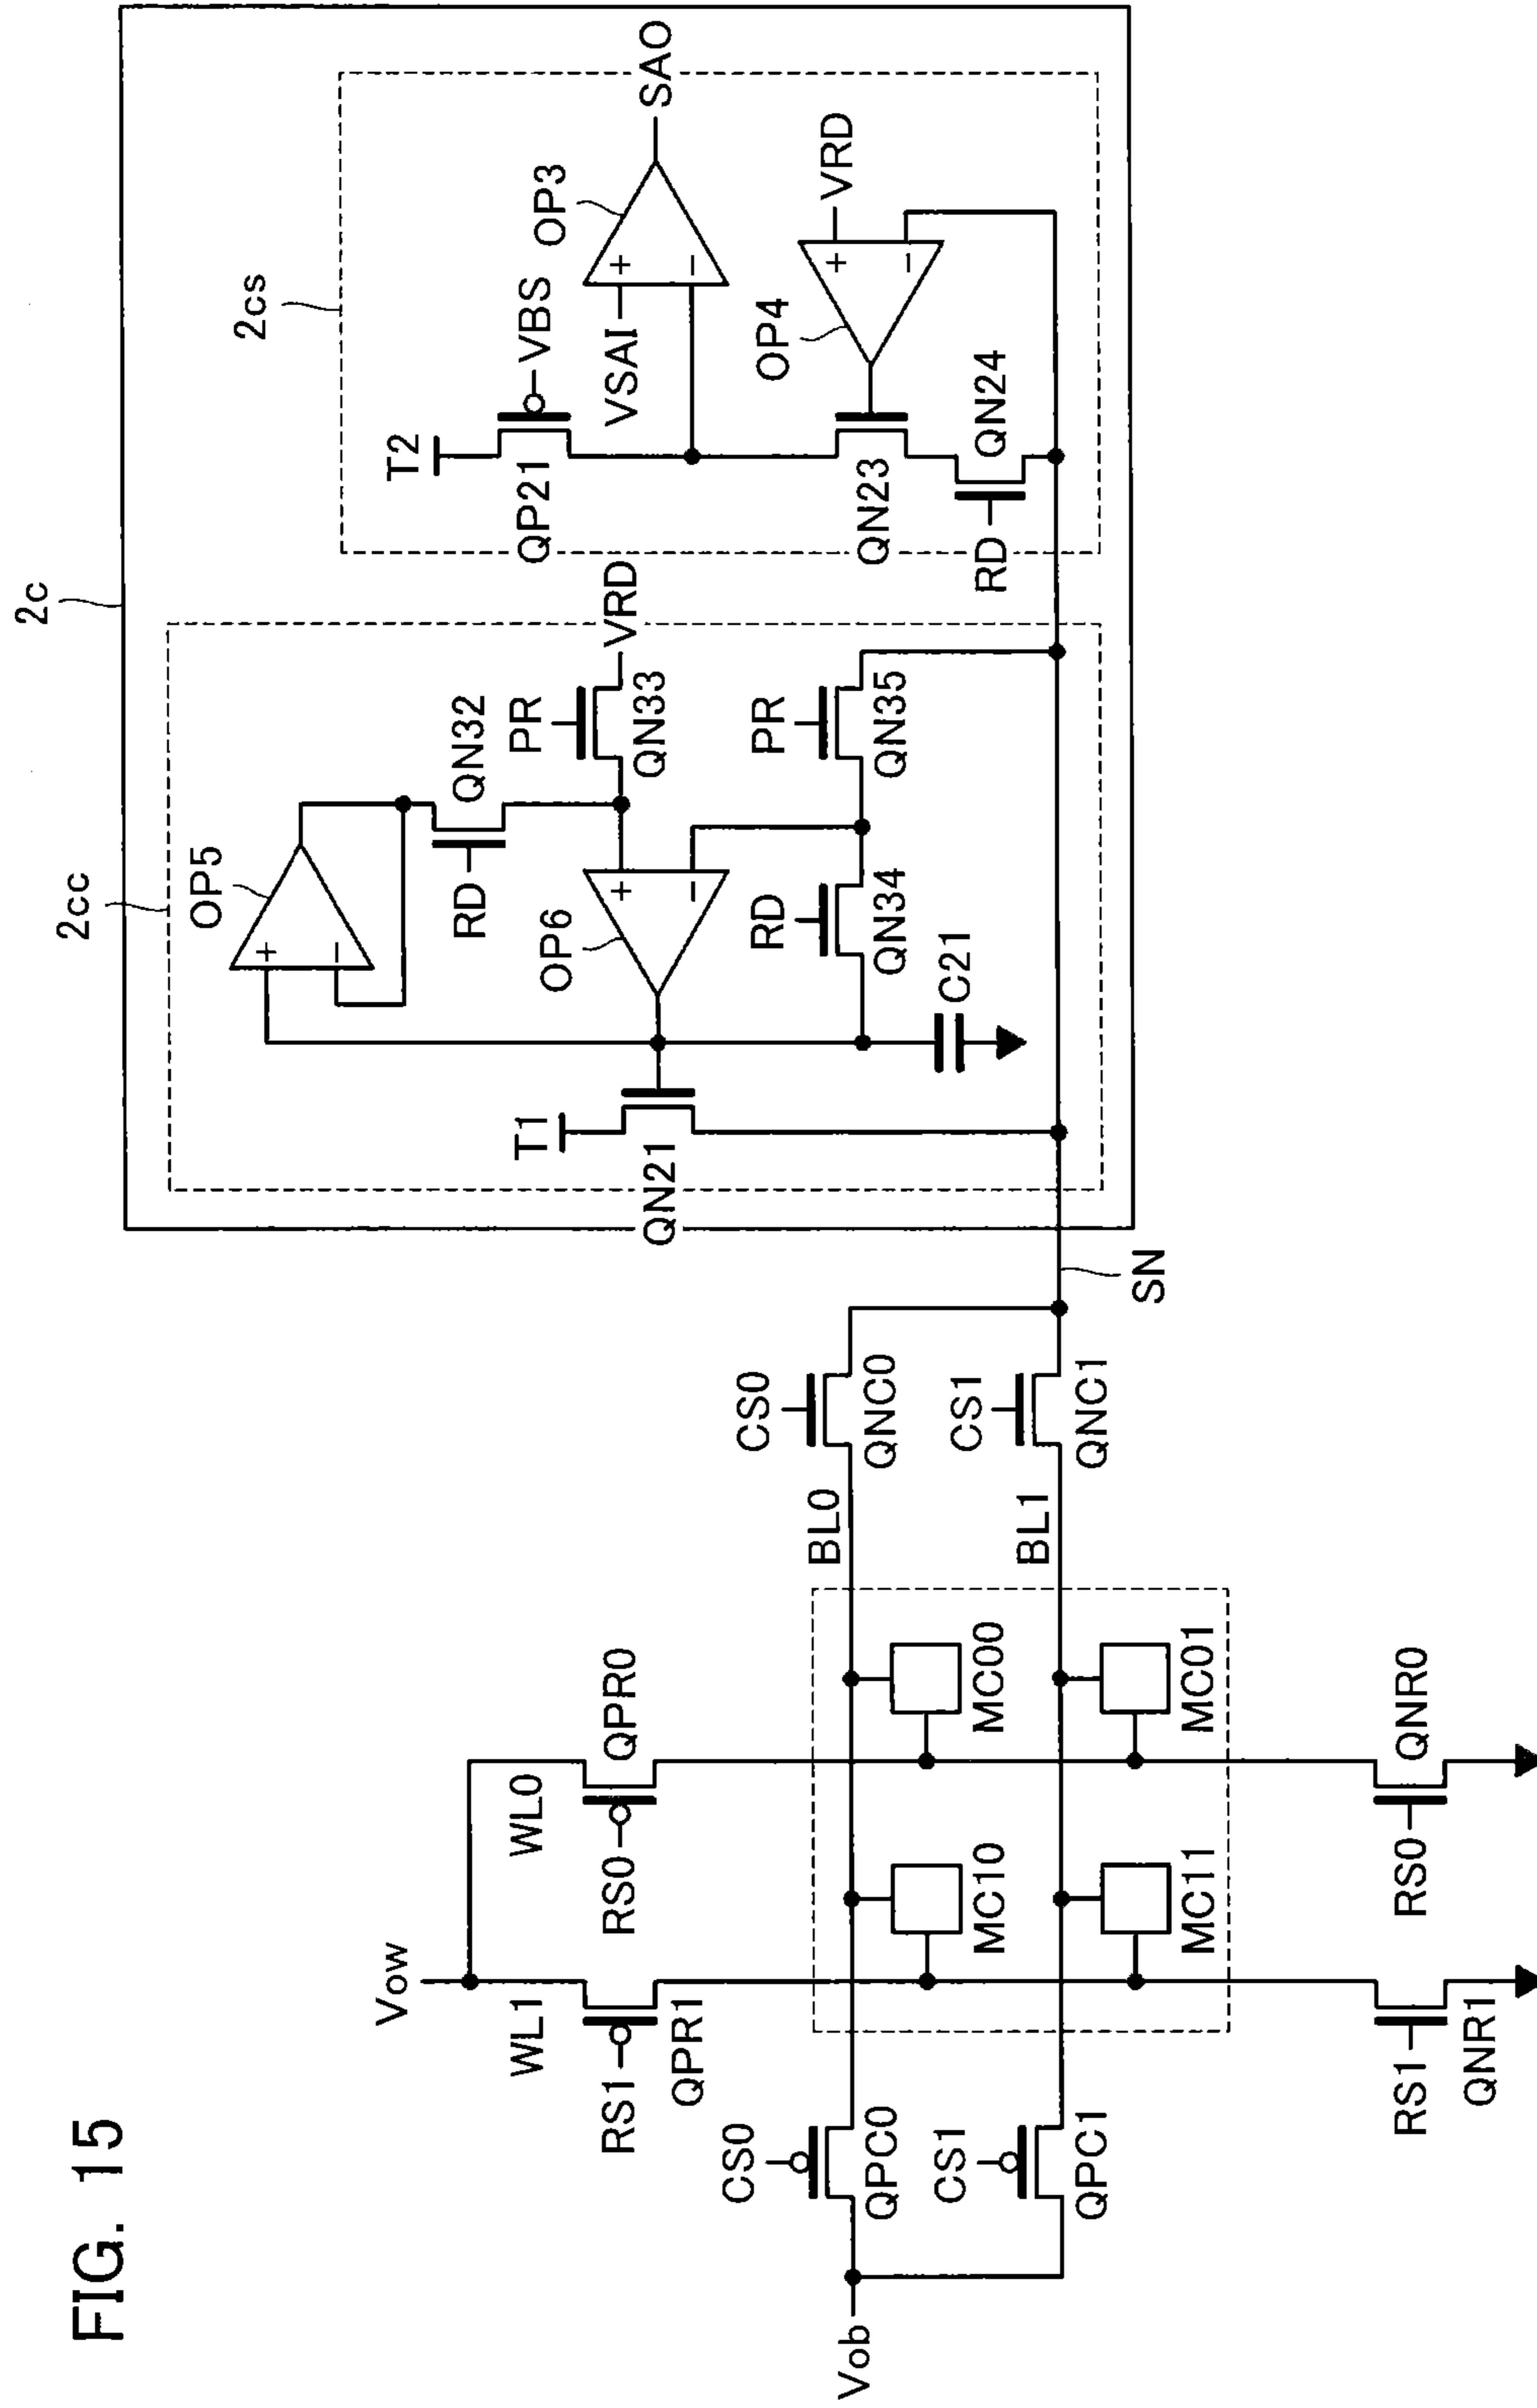 FIG. 15
2c
2cc
2cs
OP5
QN32
RD
PR
VRD
QN33
T1
OP6
QN21
RD
QN34
PR
QN35
C21
T2
VBS
QP21
VSAI
OP3
SAO
VRD
OP4
QN23
QN24
RD
SN
Vow
WL1
RS1
QPR1
WL0
RS0
QPR0
Vob
CS0
QPC0
MC10
MC00
BL0
CS0
QNC0
CS1
QPC1
MC11
MC01
BL1
CS1
QNC1
RS1
QNR1
RS0
QNR0